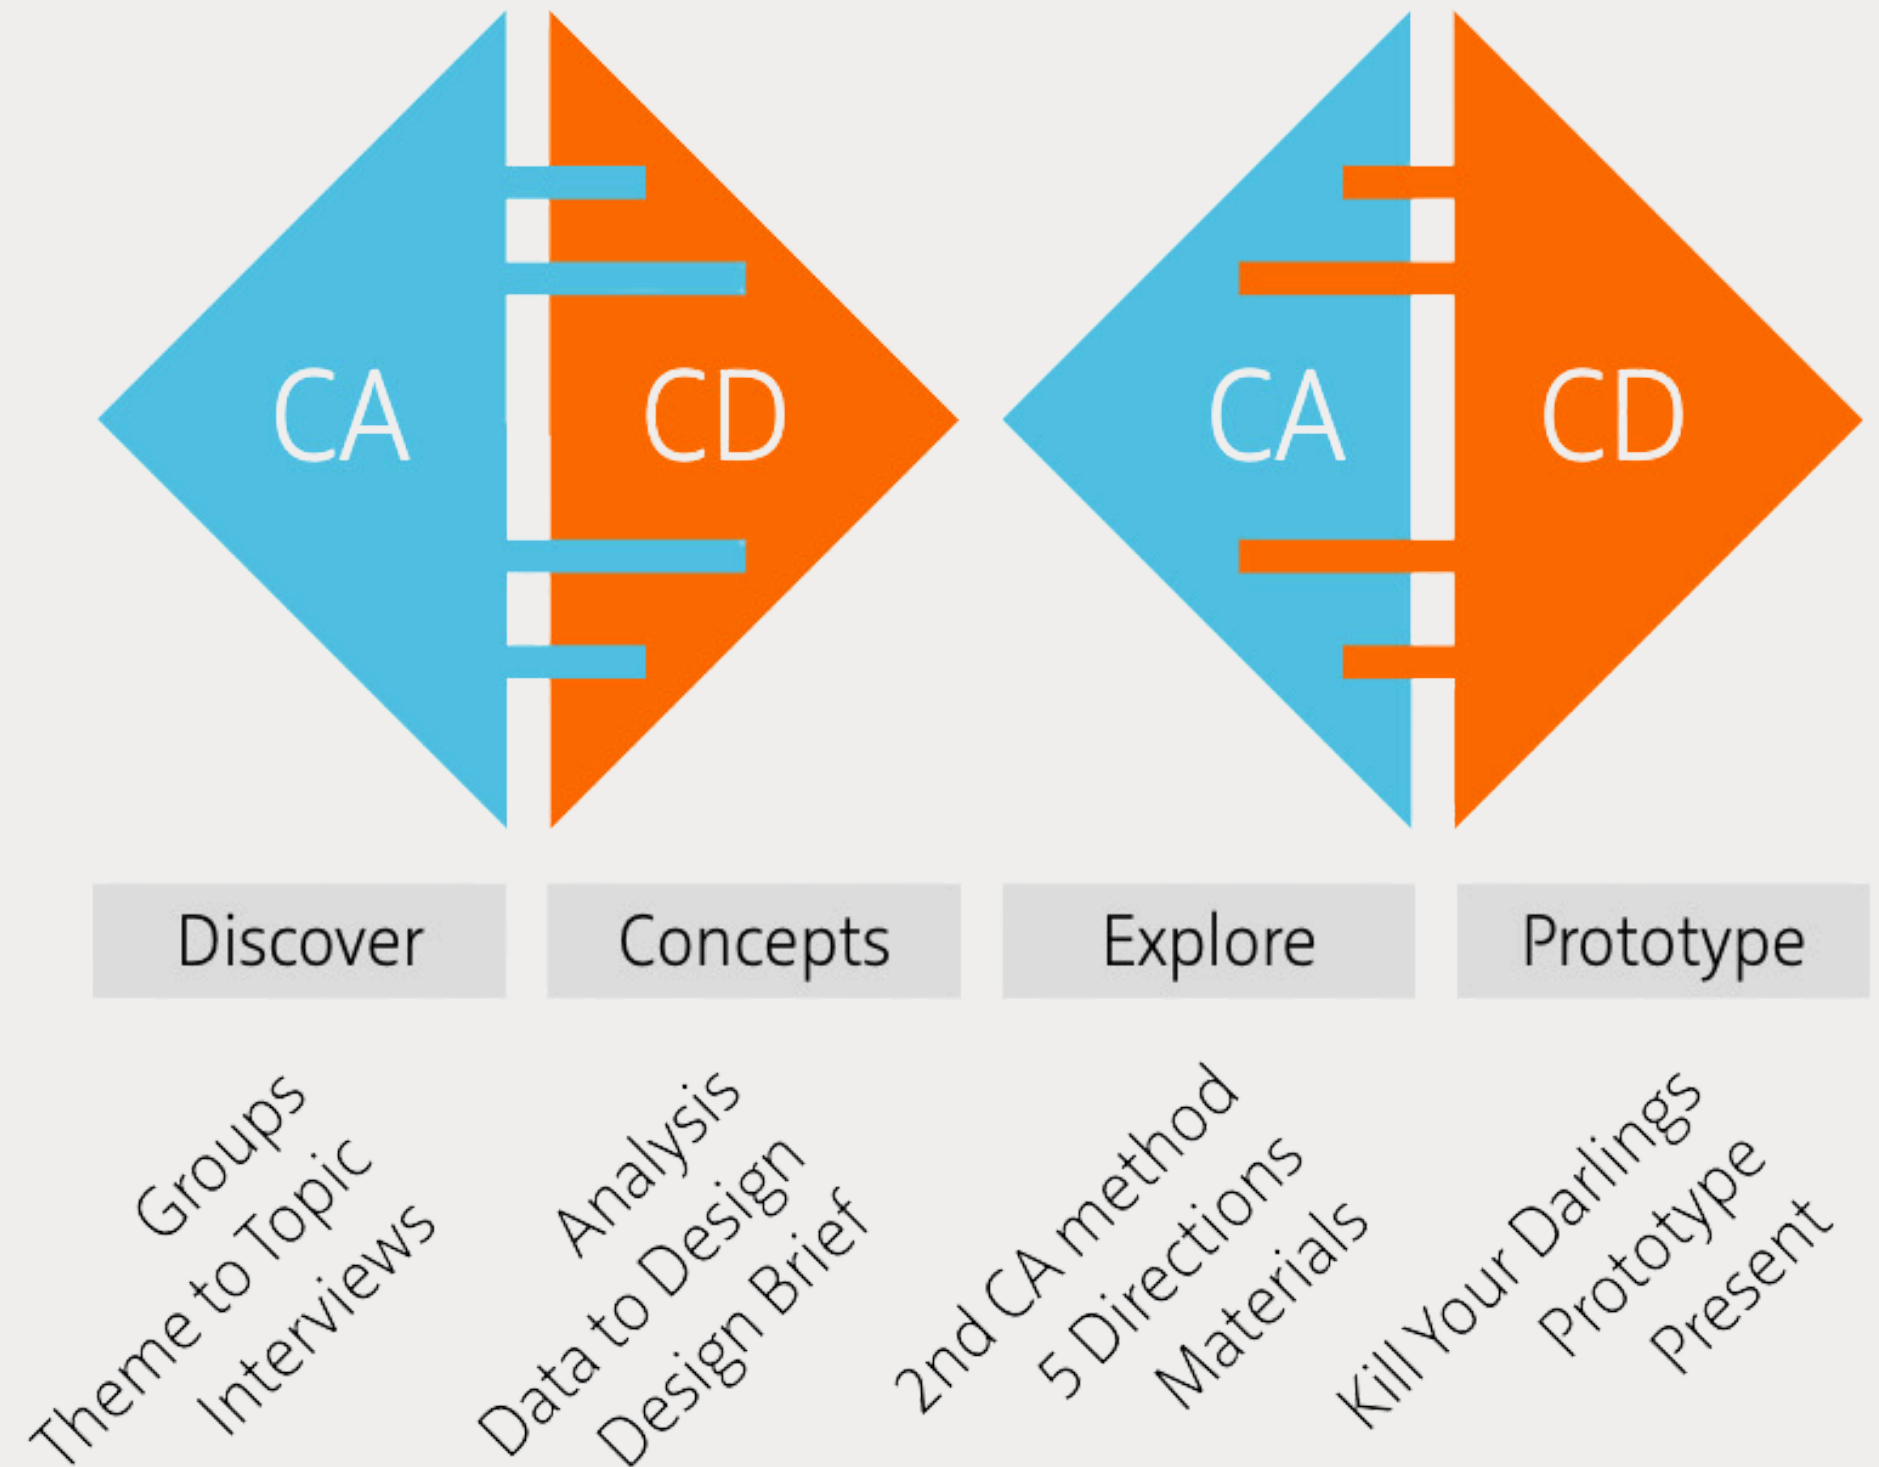 CA
CD
CA
CD
Discover
Concepts
Explore
Prototype
Groups
Theme to Topic
Interviews
Analysis
Data to Design
Design Brief
2nd CA method
5 Directions
Materials
Kill Your Darlings
Prototype
Present